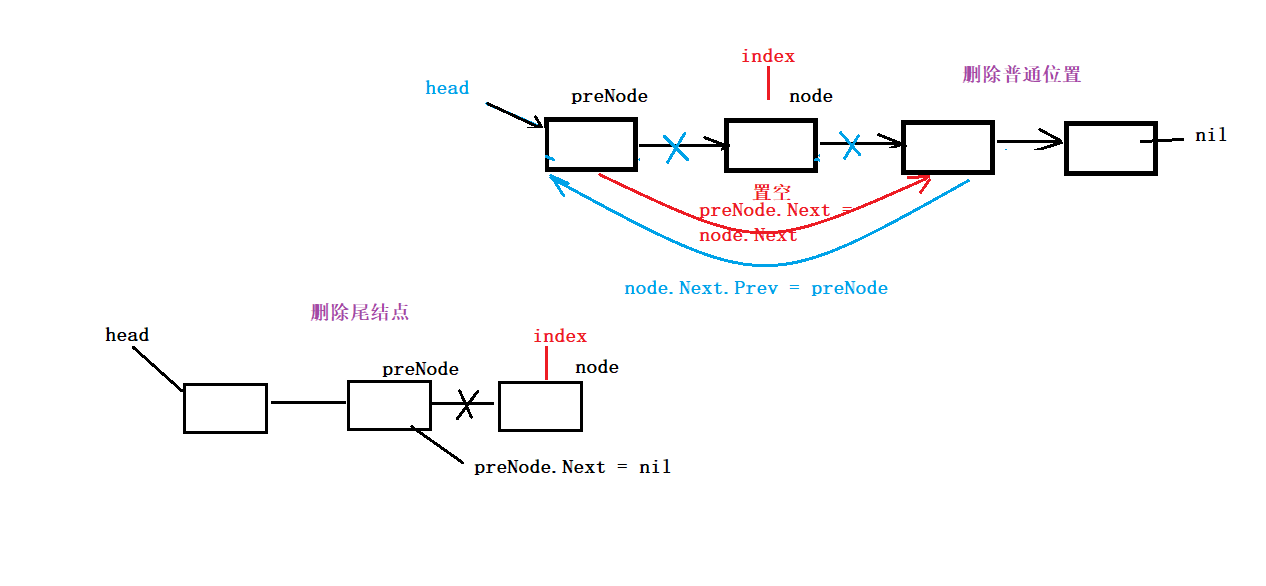 index
删除普通位置
head
preNode
node
nil
置空
preNode.Next =
node.Next
node.Next.Prev = preNode
删除尾结点
head
index
preNode
node
preNode.Next = nil